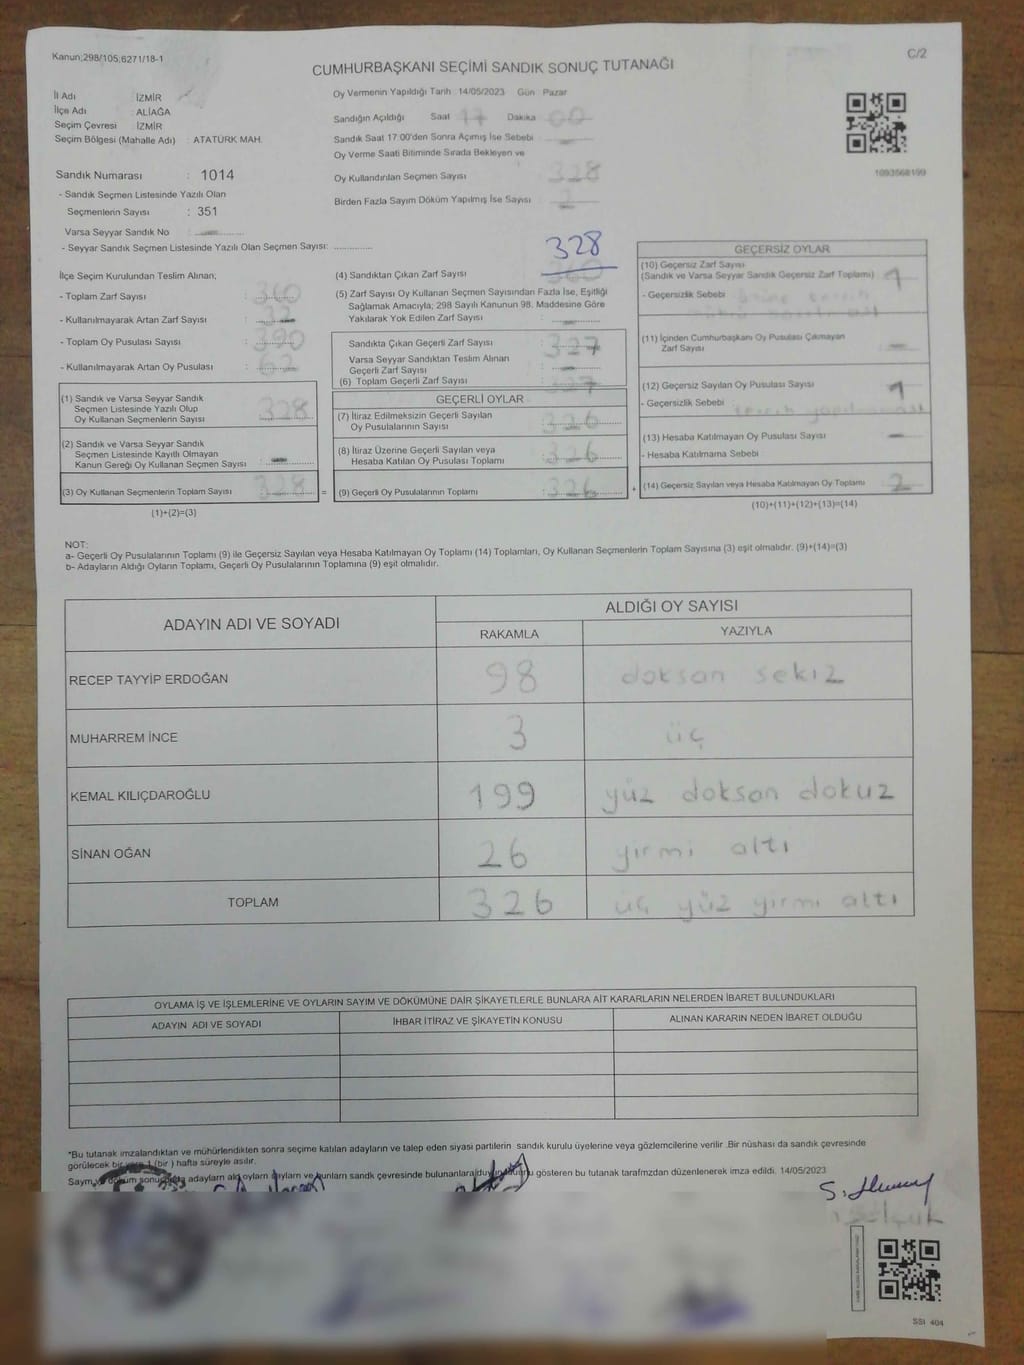 Kanun;298/105,6271/18-1
C/2
CUMHURBAŞKANI SEÇİMİ SANDIK SONUÇ TUTANAĞI
İl Adı : İZMİR
İlçe Adı : ALİAĞA
Seçim Çevresi : İZMİR
Seçim Bölgesi (Mahalle Adı) : ATATÜRK MAH.
Sandık Numarası : 1014
- Sandık Seçmen Listesinde Yazılı Olan
Seçmenlerin Sayısı : 351
Varsa Seyyar Sandık No :
- Seyyar Sandık Seçmen Listesinde Yazılı Olan Seçmen Sayısı:
Oy Vermenin Yapıldığı Tarih 14/05/2023 Gün Pazar
Sandığın Açıldığı Saat 17 Dakika 00
Sandık Saat 17:00'den Sonra Açımış İse Sebebi
Oy Verme Saati Bitiminde Sırada Bekleyen ve
Oy Kullandırılan Seçmen Sayısı 328
Birden Fazla Sayım Döküm Yapılmış İse Sayısı
1093568199
İlçe Seçim Kurulundan Teslim Alınan;
- Toplam Zarf Sayısı : 360
- Kullanılmayarak Artan Zarf Sayısı : 32
- Toplam Oy Pusulası Sayısı : 390
- Kullanılmayarak Artan Oy Pusulası : 62
(1) Sandık ve Varsa Seyyar Sandık
Seçmen Listesinde Yazılı Olup
Oy Kullanan Seçmenlerin Sayısı : 328
(2) Sandık ve Varsa Seyyar Sandık
Seçmen Listesinde Kayıtlı Olmayan
Kanun Gereği Oy Kullanan Seçmen Sayısı : -
(3) Oy Kullanan Seçmenlerin Toplam Sayısı : 328
(1)+(2)=(3)
328
(4) Sandıktan Çıkan Zarf Sayısı 360
(5) Zarf Sayısı Oy Kullanan Seçmen Sayısından Fazla İse, Eşitliği
Sağlamak Amacıyla; 298 Sayılı Kanunun 98. Maddesine Göre
Yakılarak Yok Edilen Zarf Sayısı : -
Sandıkta Çıkan Geçerli Zarf Sayısı : 327
Varsa Seyyar Sandıktan Teslim Alınan
Geçerli Zarf Sayısı : -
(6) Toplam Geçerli Zarf Sayısı : 327
GEÇERLİ OYLAR
(7) İtiraz Edilmeksizin Geçerli Sayılan
Oy Pusulalarının Sayısı : 326
(8) İtiraz Üzerine Geçerli Sayılan veya
Hesaba Katılan Oy Pusulası Toplamı : 326
= (9) Geçerli Oy Pusulalarının Toplamı : 326
GEÇERSİZ OYLAR
(10) Geçersiz Zarf Sayısı
(Sandık ve Varsa Seyyar Sandık Geçersiz Zarf Toplamı) 1
- Geçersizlik Sebebi :
(11) İçinden Cumhurbaşkanı Oy Pusulası Çıkmayan
Zarf Sayısı -
(12) Geçersiz Sayılan Oy Pusulası Sayısı 1
- Geçersizlik Sebebi : tercih yapılmaması
(13) Hesaba Katılmayan Oy Pusulası Sayısı -
- Hesaba Katılmama Sebebi
+ (14) Geçersiz Sayılan veya Hesaba Katılmayan Oy Toplamı 2
(10)+(11)+(12)+(13)=(14)
NOT:
a- Geçerli Oy Pusulalarının Toplamı (9) ile Geçersiz Sayılan veya Hesaba Katılmayan Oy Toplamı (14) Toplamları, Oy Kullanan Seçmenlerin Toplam Sayısına (3) eşit olmalıdır. (9)+(14)=(3)
b- Adayların Aldığı Oyların Toplamı, Geçerli Oy Pusulalarının Toplamına (9) eşit olmalıdır.
ADAYIN ADI VE SOYADI ALDIĞI OY SAYISI
RAKAMLA YAZIYLA
RECEP TAYYİP ERDOĞAN 98 doksan sekiz
MUHARREM İNCE 3 üç
KEMAL KILIÇDAROĞLU 199 yüz doksan dokuz
SİNAN OĞAN 26 yirmi altı
TOPLAM 326 üç yüz yirmi altı
OYLAMA İŞ VE İŞLEMLERİNE VE OYLARIN SAYIM VE DÖKÜMÜNE DAİR ŞİKAYETLERLE BUNLARA AİT KARARLARIN NELERDEN İBARET BULUNDUKLARI
ADAYIN ADI VE SOYADI İHBAR İTİRAZ VE ŞİKAYETİN KONUSU ALINAN KARARIN NEDEN İBARET OLDUĞU
*Bu tutanak imzalandıktan ve mühürlendikten sonra seçime katılan adayların ve talep eden siyasi partilerin sandık kurulu üyelerine veya gözlemcilerine verilir .Bir nüshası da sandık çevresinde
görülecek bir yere 1 (bir ) hafta süreyle asılır.
gösteren bu tutanak tarafımızdan düzenlenerek imza edildi. 14/05/2023
SSI 404